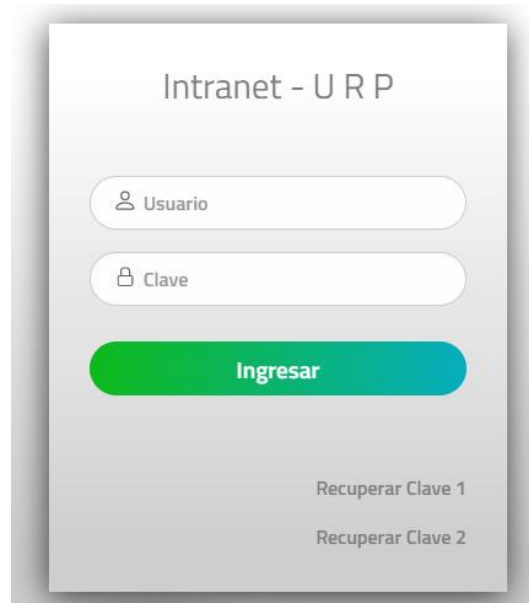 Intranet - U R P
Usuario
Clave
Ingresar
Recuperar Clave 1
Recuperar Clave 2